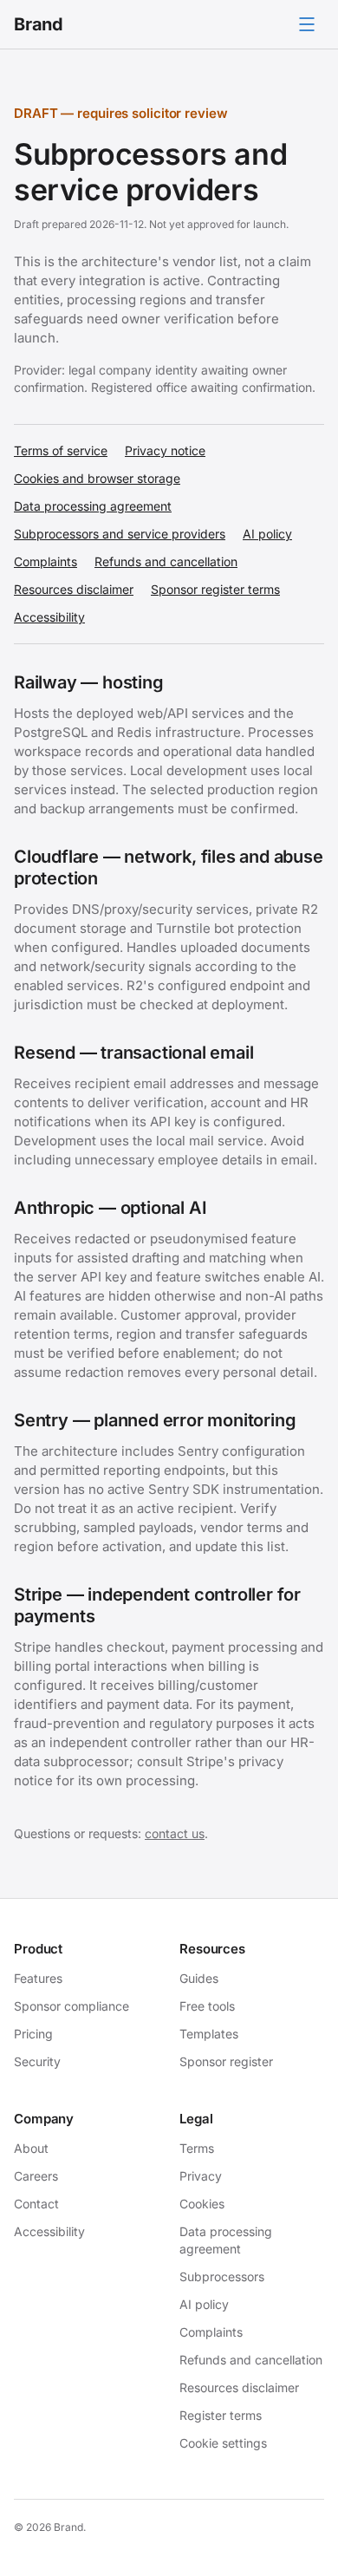 Brand
DRAFT — requires solicitor review
Subprocessors and
service providers
Draft prepared 2026-11-12. Not yet approved for launch.
This is the architecture's vendor list, not a claim
that every integration is active. Contracting
entities, processing regions and transfer
safeguards need owner verification before
launch.
Provider: legal company identity awaiting owner
confirmation. Registered office awaiting confirmation.
Terms of service Privacy notice
Cookies and browser storage
Data processing agreement
Subprocessors and service providers AI policy
Complaints Refunds and cancellation
Resources disclaimer Sponsor register terms
Accessibility
Railway — hosting
Hosts the deployed web/API services and the
PostgreSQL and Redis infrastructure. Processes
workspace records and operational data handled
by those services. Local development uses local
services instead. The selected production region
and backup arrangements must be confirmed.
Cloudflare — network, files and abuse
protection
Provides DNS/proxy/security services, private R2
document storage and Turnstile bot protection
when configured. Handles uploaded documents
and network/security signals according to the
enabled services. R2's configured endpoint and
jurisdiction must be checked at deployment.
Resend — transactional email
Receives recipient email addresses and message
contents to deliver verification, account and HR
notifications when its API key is configured.
Development uses the local mail service. Avoid
including unnecessary employee details in email.
Anthropic — optional AI
Receives redacted or pseudonymised feature
inputs for assisted drafting and matching when
the server API key and feature switches enable AI.
AI features are hidden otherwise and non-AI paths
remain available. Customer approval, provider
retention terms, region and transfer safeguards
must be verified before enablement; do not
assume redaction removes every personal detail.
Sentry — planned error monitoring
The architecture includes Sentry configuration
and permitted reporting endpoints, but this
version has no active Sentry SDK instrumentation.
Do not treat it as an active recipient. Verify
scrubbing, sampled payloads, vendor terms and
region before activation, and update this list.
Stripe — independent controller for
payments
Stripe handles checkout, payment processing and
billing portal interactions when billing is
configured. It receives billing/customer
identifiers and payment data. For its payment,
fraud-prevention and regulatory purposes it acts
as an independent controller rather than our HR-
data subprocessor; consult Stripe's privacy
notice for its own processing.
Questions or requests: contact us.
Product
Features
Sponsor compliance
Pricing
Security
Resources
Guides
Free tools
Templates
Sponsor register
Company
About
Careers
Contact
Accessibility
Legal
Terms
Privacy
Cookies
Data processing
agreement
Subprocessors
AI policy
Complaints
Refunds and cancellation
Resources disclaimer
Register terms
Cookie settings
© 2026 Brand.